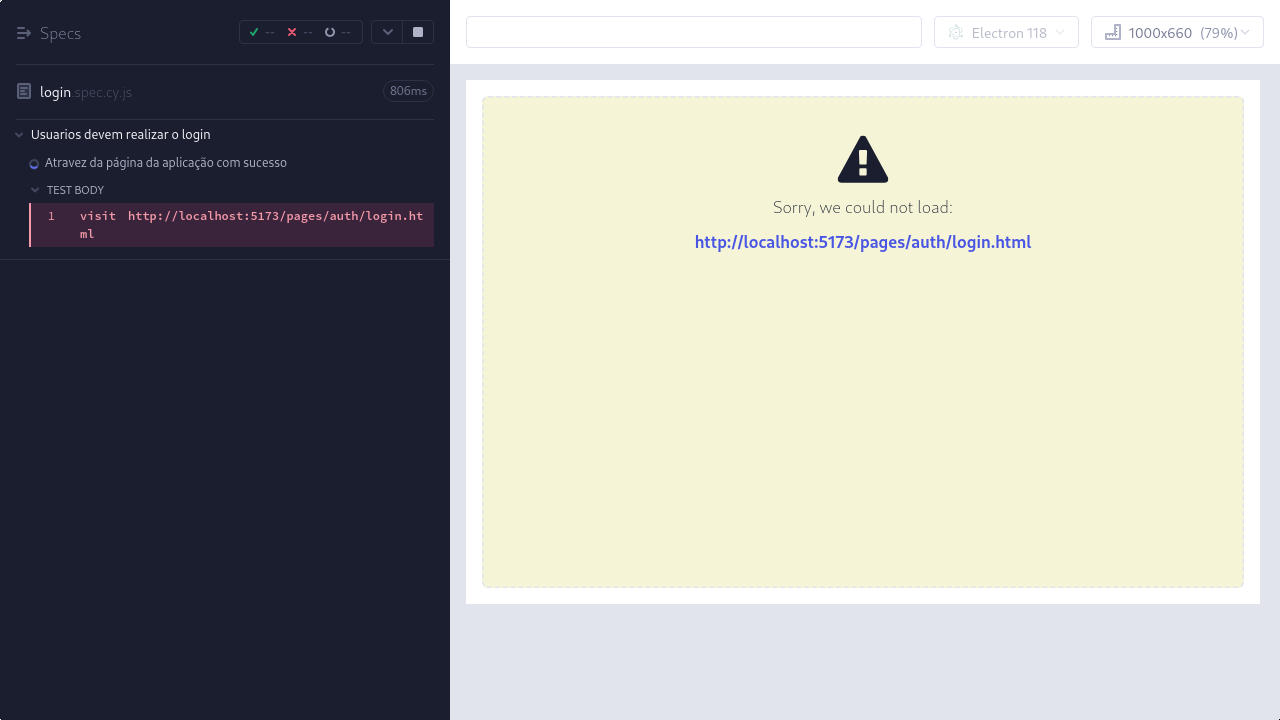 Specs
-- -- --
login.spec.cy.js
806ms
Usuarios devem realizar o login
Atravez da página da aplicação com sucesso
TEST BODY
1 visit http://localhost:5173/pages/auth/login.ht
ml
Electron 118
1000x660 (79%)
Sorry, we could not load:
http://localhost:5173/pages/auth/login.html